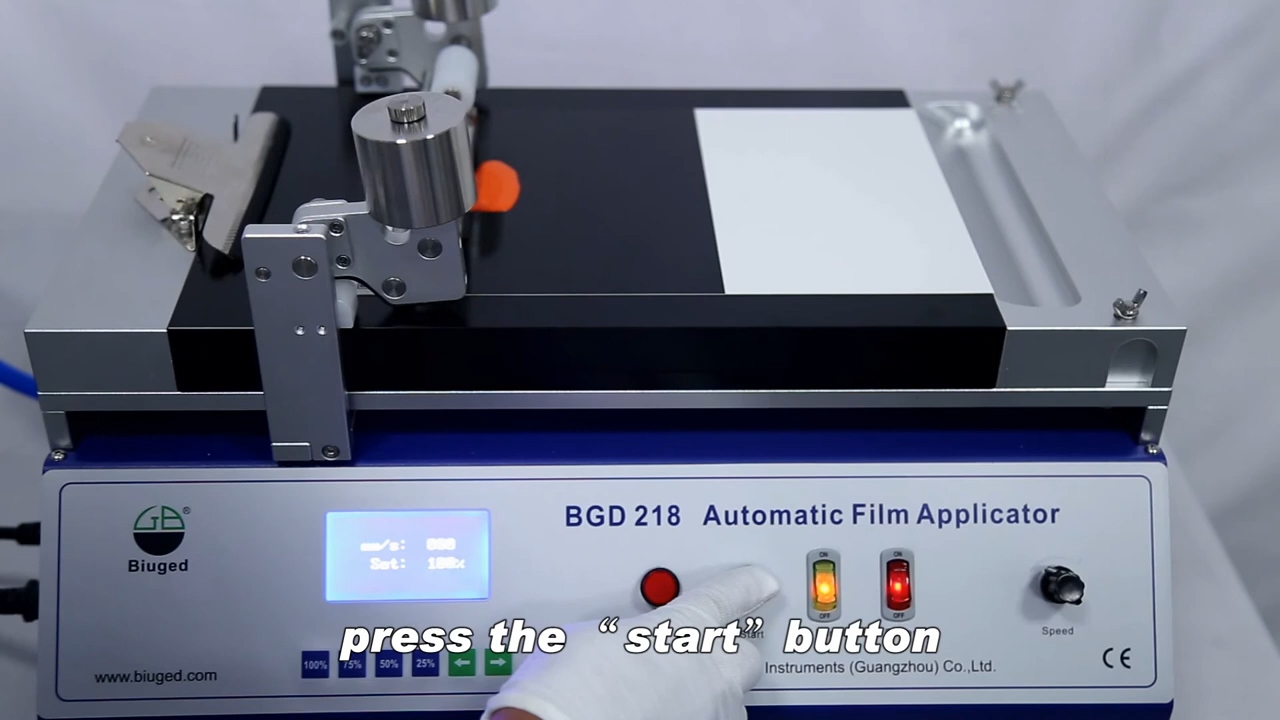 BGD 218 Automatic Film Applicator
GB®
Biuged
mm/s: 000
Set: 100%
ON ON
OFF OFF
Speed
press the “start” button
100% 75% 50% 25% ← →
www.biuged.com
Instruments (Guangzhou) Co.,Ltd.
CE